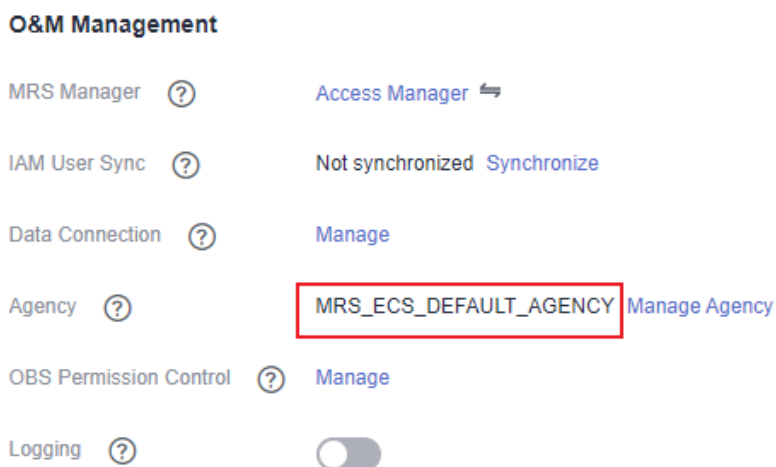 O&M Management
MRS Manager ? Access Manager
IAM User Sync ? Not synchronized Synchronize
Data Connection ? Manage
Agency ? MRS_ECS_DEFAULT_AGENCY Manage Agency
OBS Permission Control ? Manage
Logging ?